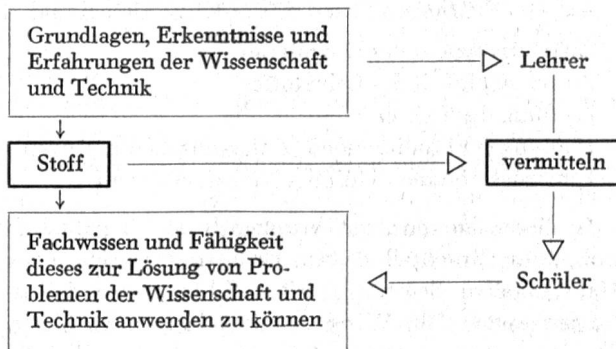 Grundlagen, Erkenntnisse und
Erfahrungen der Wissenschaft
und Technik
Lehrer
Stoff
vermitteln
Fachwissen und Fähigkeit
dieses zur Lösung von Pro-
blemen der Wissenschaft und
Technik anwenden zu können
Schüler